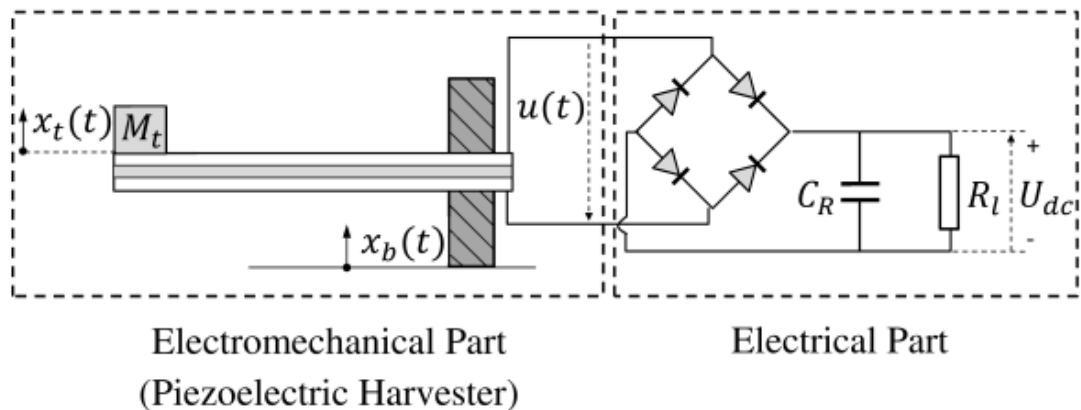 x_t(t)
M_t
u(t)
x_b(t)
C_R
R_l
+
U_dc
-
Electromechanical Part
(Piezoelectric Harvester)
Electrical Part